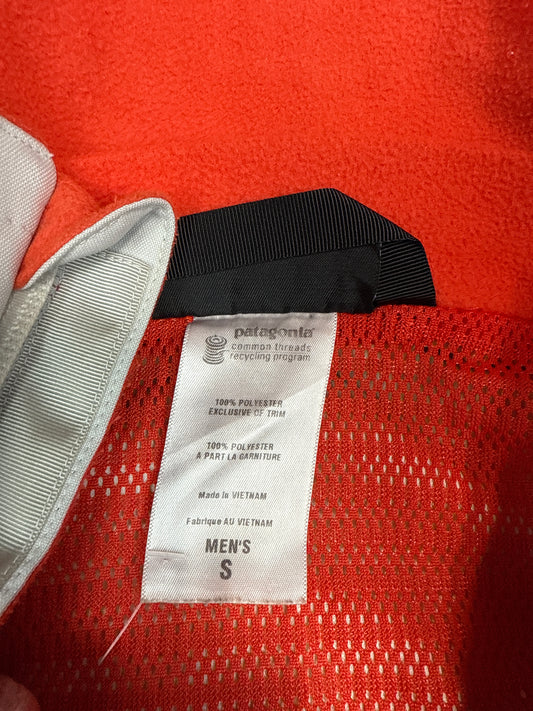 patagonia®
common threads
recycling program
100% POLYESTER
EXCLUSIVE OF TRIM
100% POLYESTER
A PART LA GARNITURE
Made in VIETNAM
Fabriqué AU VIETNAM
MEN'S
S